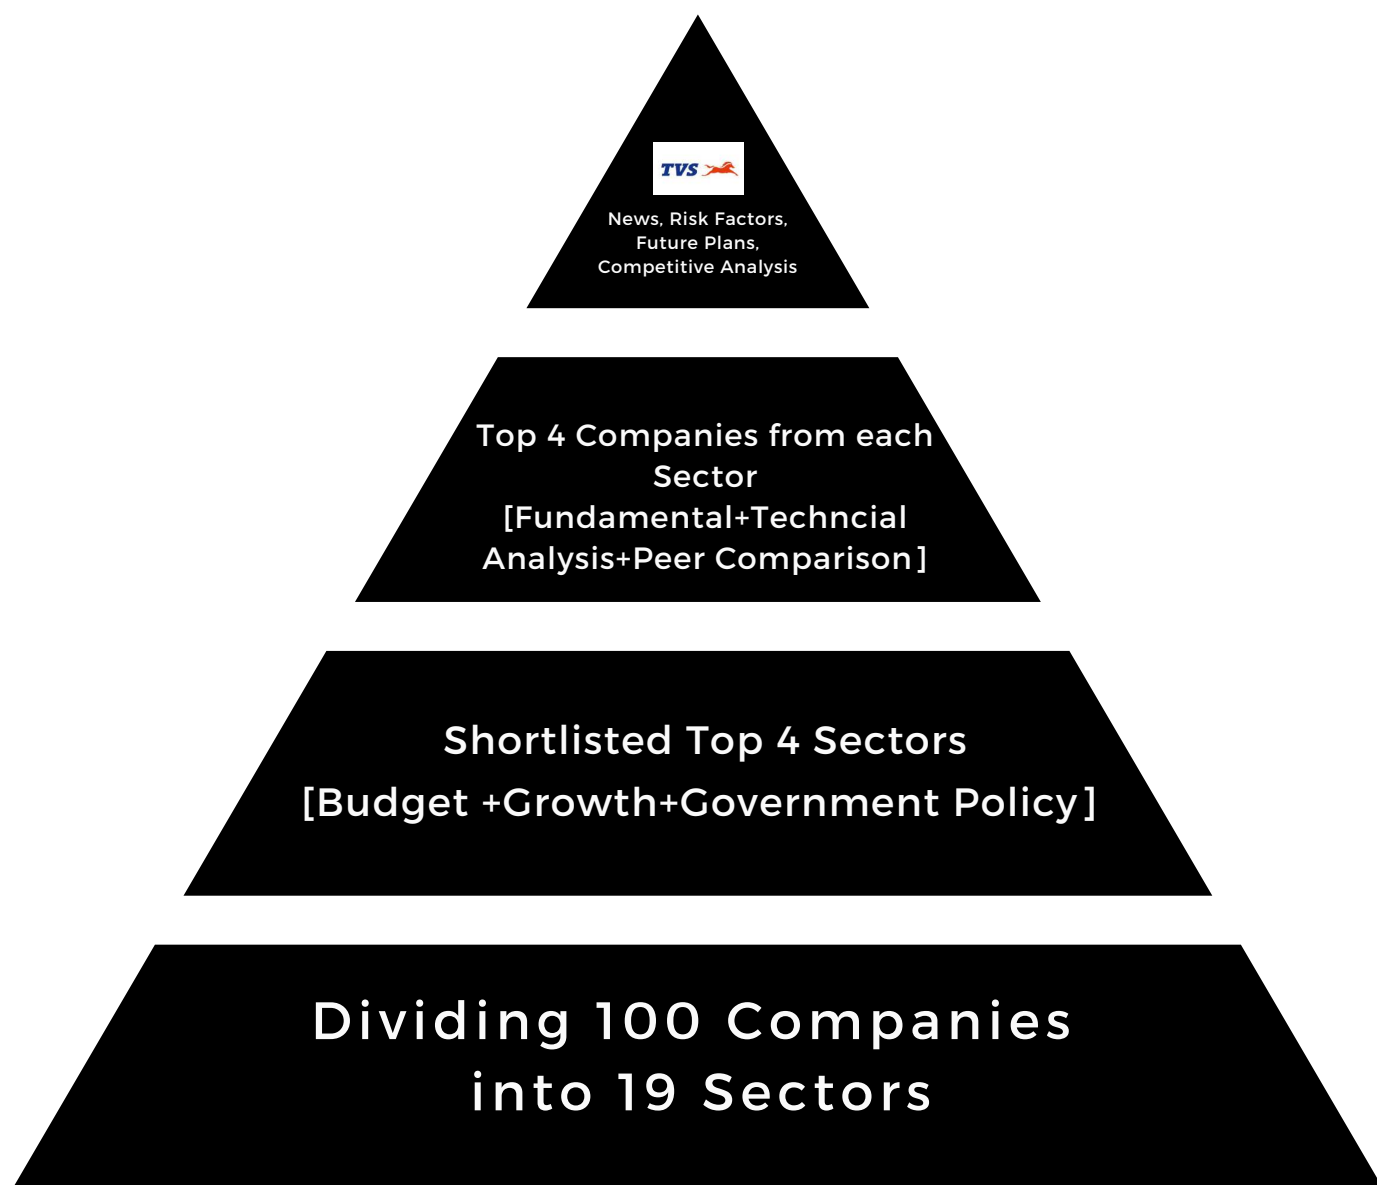 TVS
News, Risk Factors,
Future Plans,
Competitive Analysis
Top 4 Companies from each
Sector
[Fundamental+Techncial
Analysis+Peer Comparison]
Shortlisted Top 4 Sectors
[Budget +Growth+Government Policy]
Dividing 100 Companies
into 19 Sectors